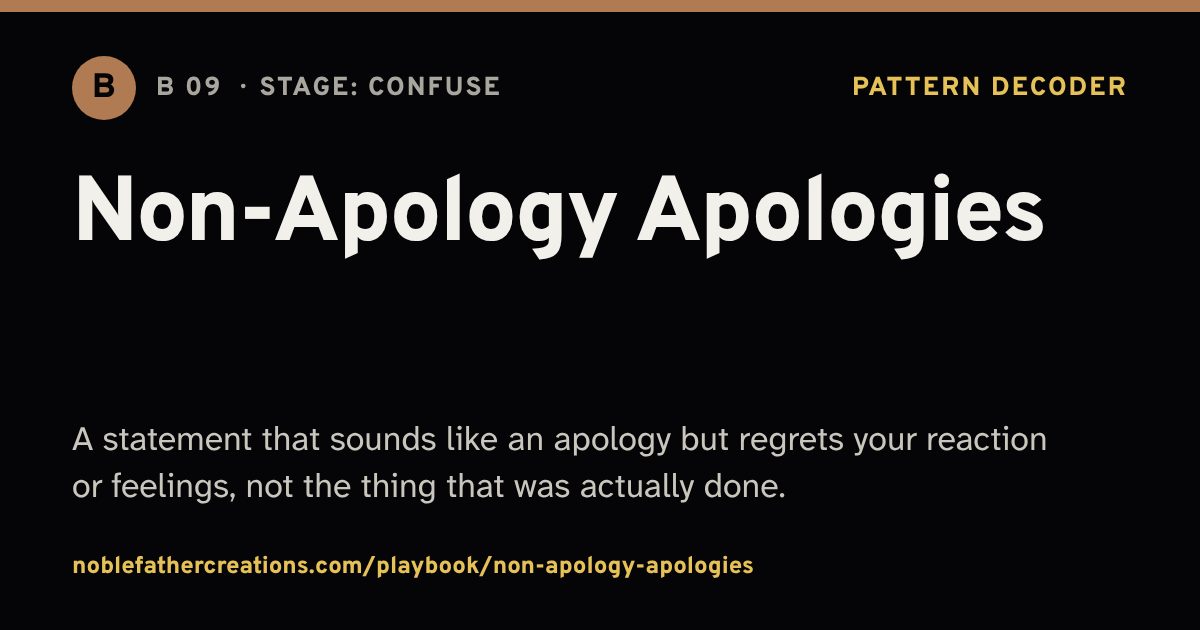 B
B 09 · STAGE: CONFUSE
PATTERN DECODER
Non-Apology Apologies
A statement that sounds like an apology but regrets your reaction
or feelings, not the thing that was actually done.
noblefathercreations.com/playbook/non-apology-apologies